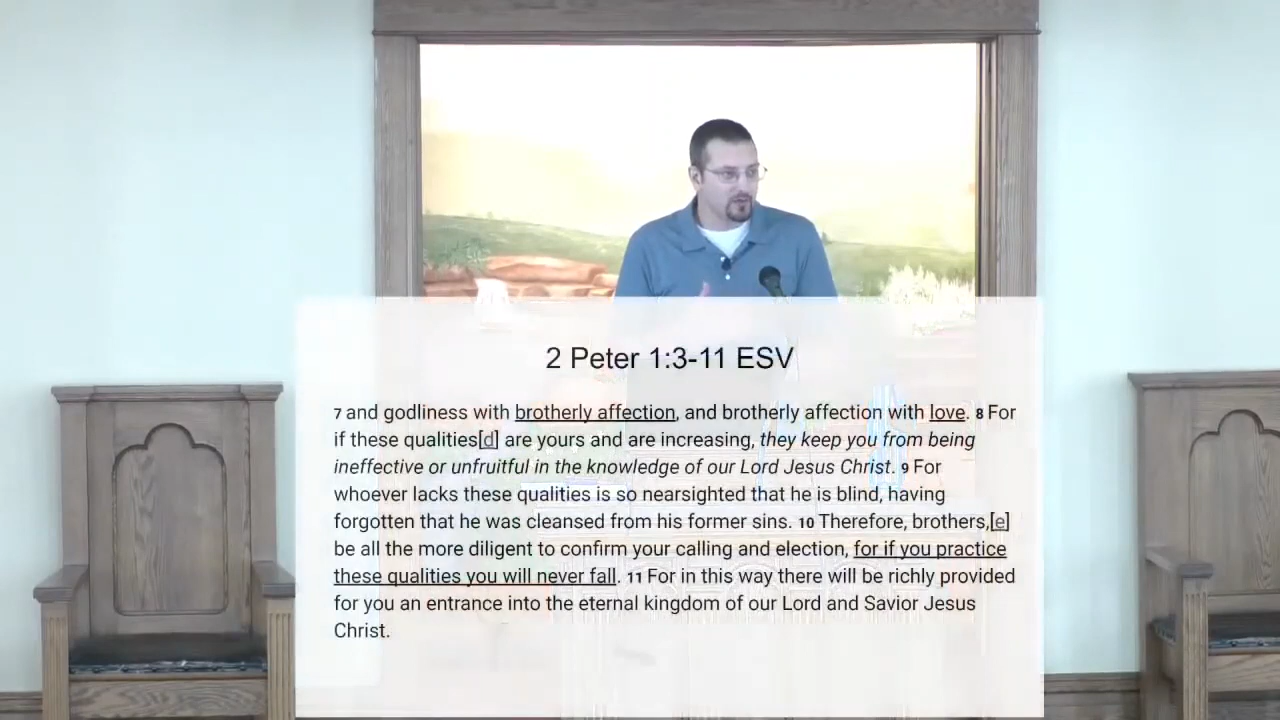 2 Peter 1:3-11 ESV
7 and godliness with brotherly affection, and brotherly affection with love. 8 For
if these qualities[d] are yours and are increasing, they keep you from being
ineffective or unfruitful in the knowledge of our Lord Jesus Christ. 9 For
whoever lacks these qualities is so nearsighted that he is blind, having
forgotten that he was cleansed from his former sins. 10 Therefore, brothers,[e]
be all the more diligent to confirm your calling and election, for if you practice
these qualities you will never fall. 11 For in this way there will be richly provided
for you an entrance into the eternal kingdom of our Lord and Savior Jesus
Christ.